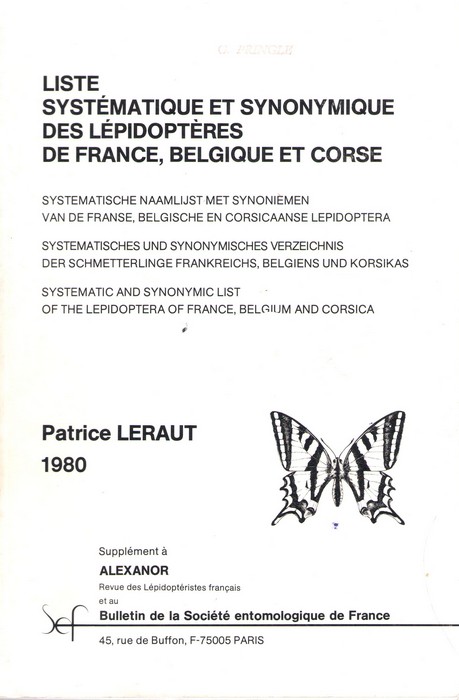 LISTE
SYSTÉMATIQUE ET SYNONYMIQUE
DES LÉPIDOPTÈRES
DE FRANCE, BELGIQUE ET CORSE
SYSTEMATISCHE NAAMLIJST MET SYNONIEMEN
VAN DE FRANSE, BELGISCHE EN CORSICAANSE LEPIDOPTERA
SYSTEMATISCHES UND SYNONYMISCHES VERZEICHNIS
DER SCHMETTERLINGE FRANKREICHS, BELGIENS UND KORSIKAS
SYSTEMATIC AND SYNONYMIC LIST
OF THE LEPIDOPTERA OF FRANCE, BELGIUM AND CORSICA
Patrice LERAUT
1980
Supplément à
ALEXANOR
Revue des Lépidoptéristes français
et au
Bulletin de la Société entomologique de France
Sef
45, rue de Buffon, F-75005 PARIS